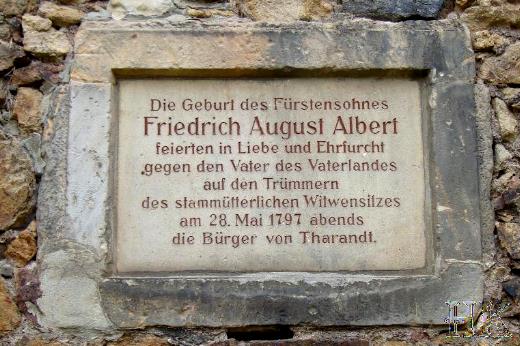 Die Geburt des Fürstensohnes
Friedrich August Albert
feierten in Liebe und Ehrfurcht
gegen den Vater des Vaterlandes
auf den Trümmern
des stammütterlichen Witwensitzes
am 28. Mai 1797 abends
die Bürger von Tharandt.